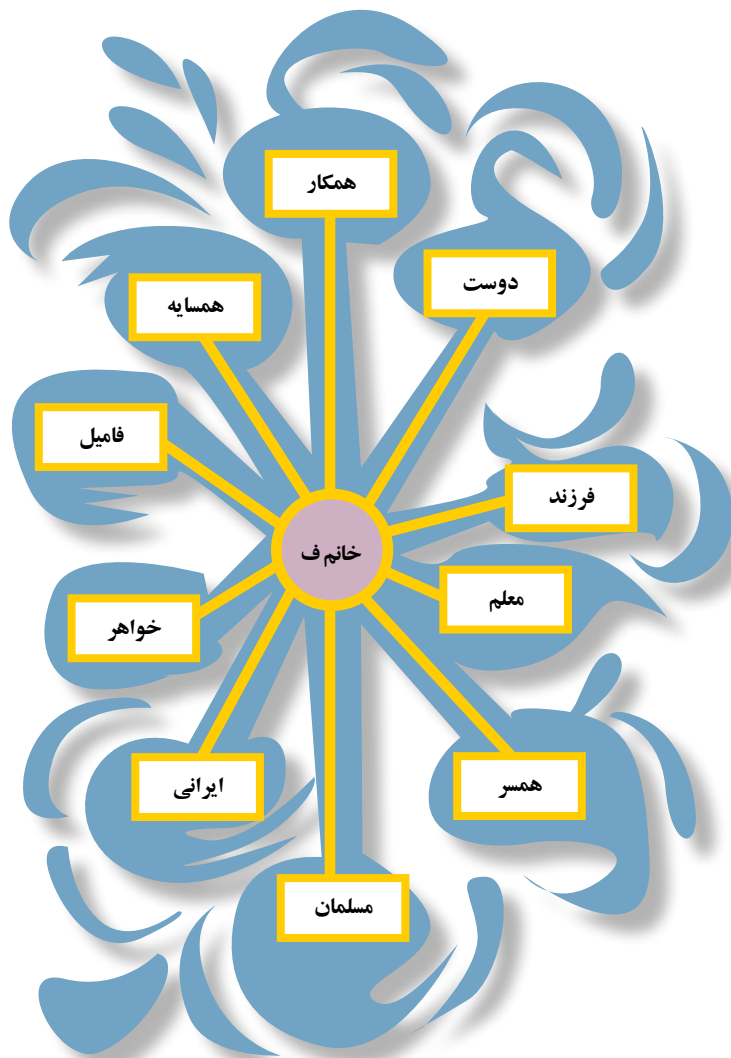 همکار
دوست
همسایه
فامیل
فرزند
خانم ف
معلم
خواهر
ایرانی
همسر
مسلمان